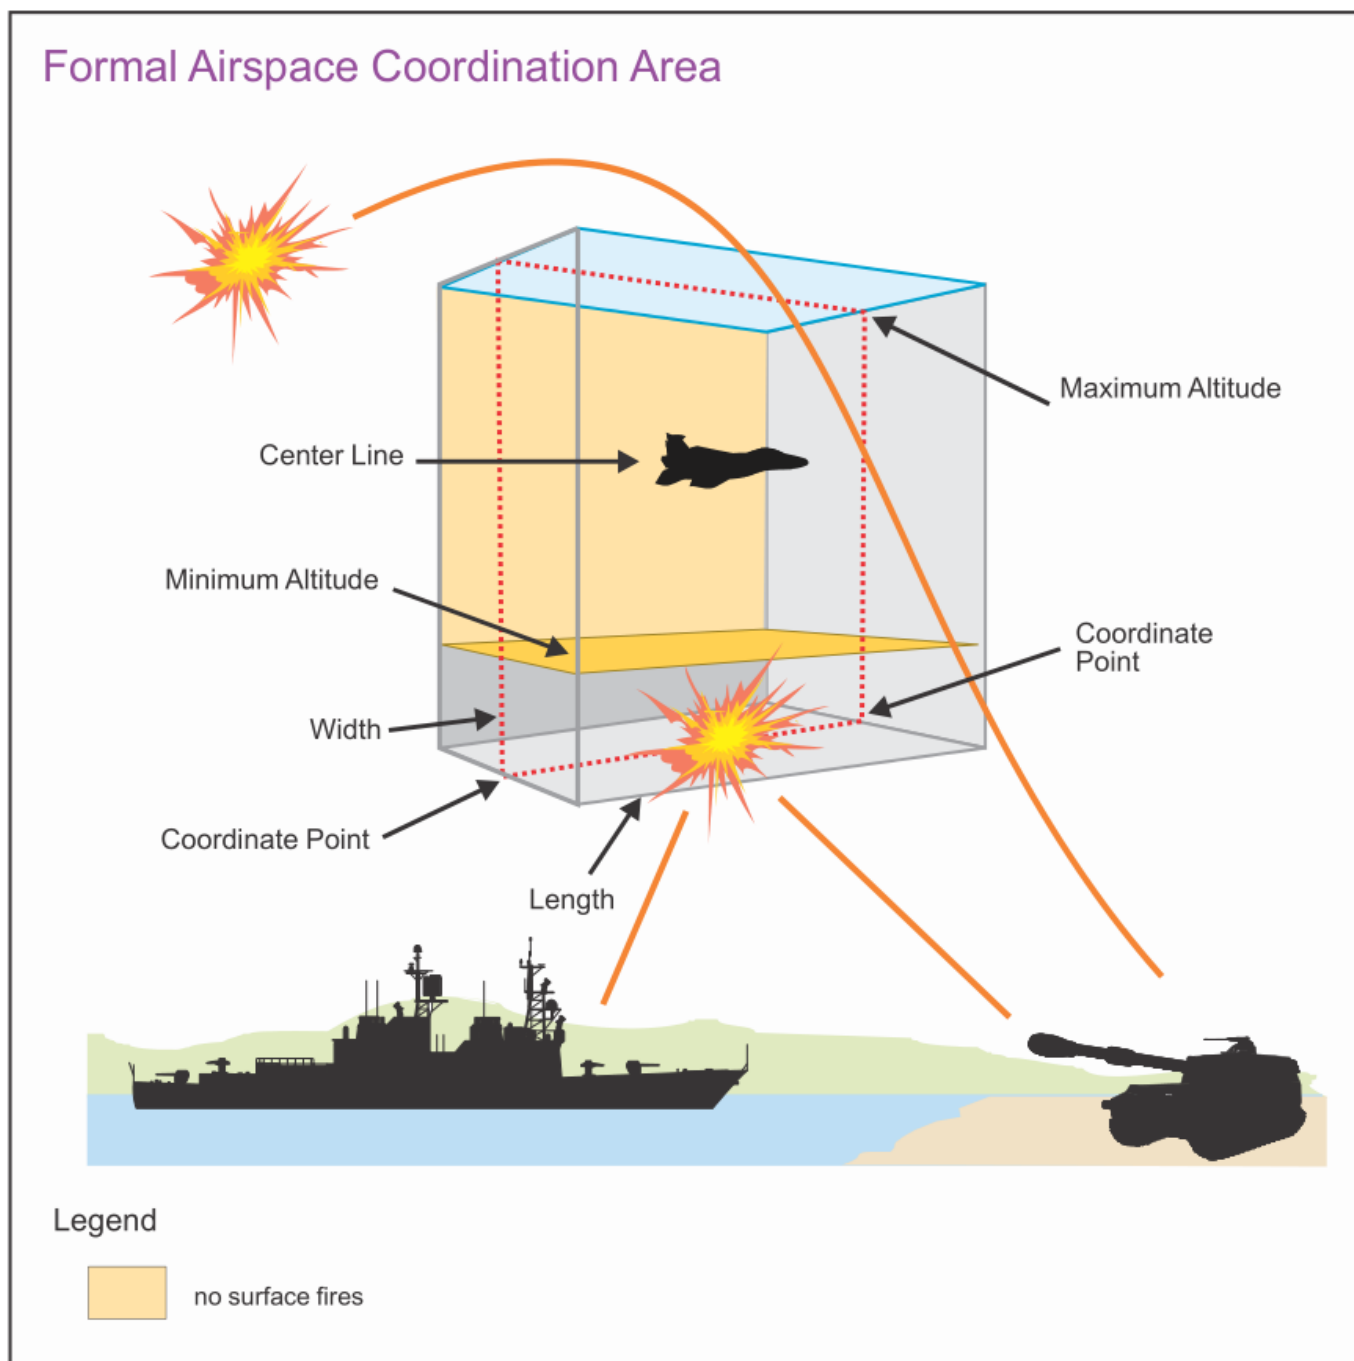 Formal Airspace Coordination Area
Maximum Altitude
Center Line
Minimum Altitude
Coordinate
Point
Width
Coordinate Point
Length
Legend
no surface fires